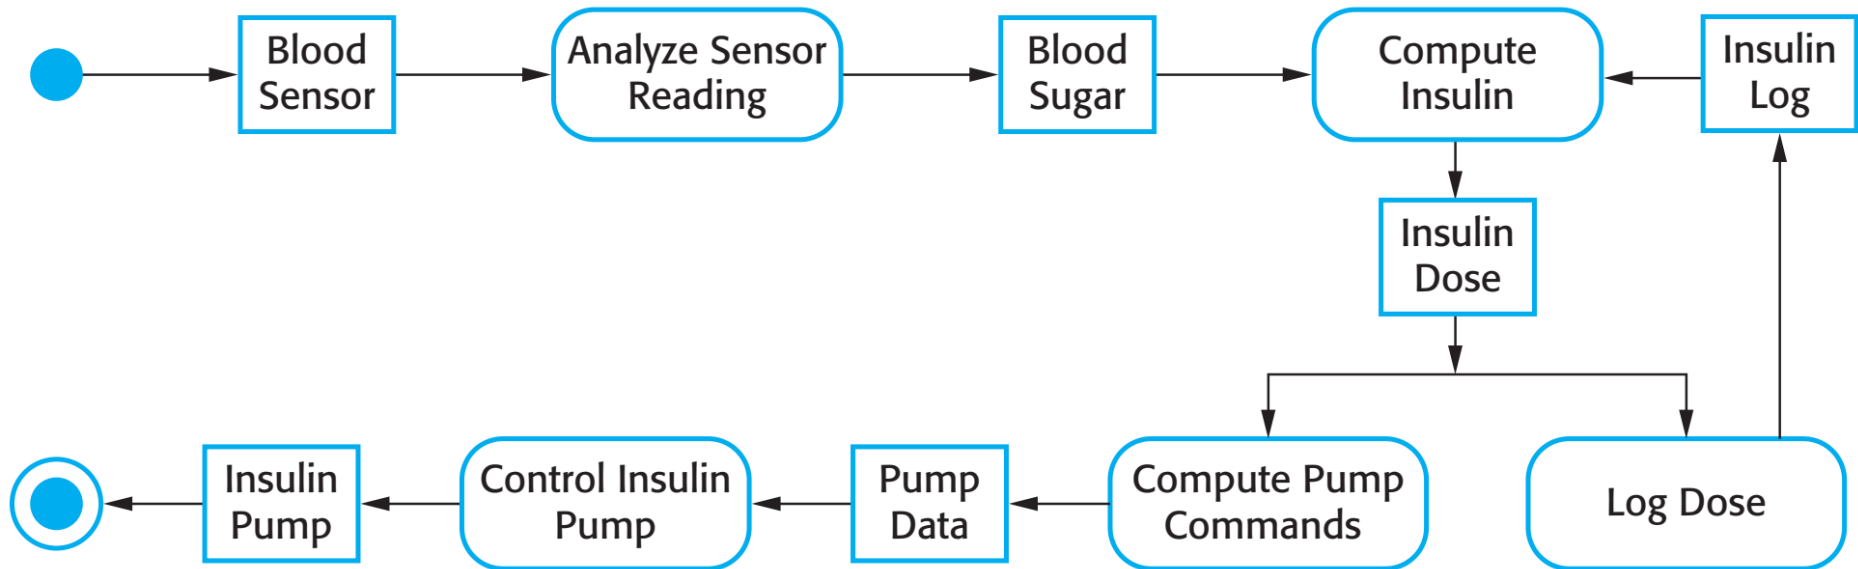 Blood
Sensor
Analyze Sensor
Reading
Blood
Sugar
Compute
Insulin
Insulin
Log
Insulin
Dose
Insulin
Pump
Control Insulin
Pump
Pump
Data
Compute Pump
Commands
Log Dose